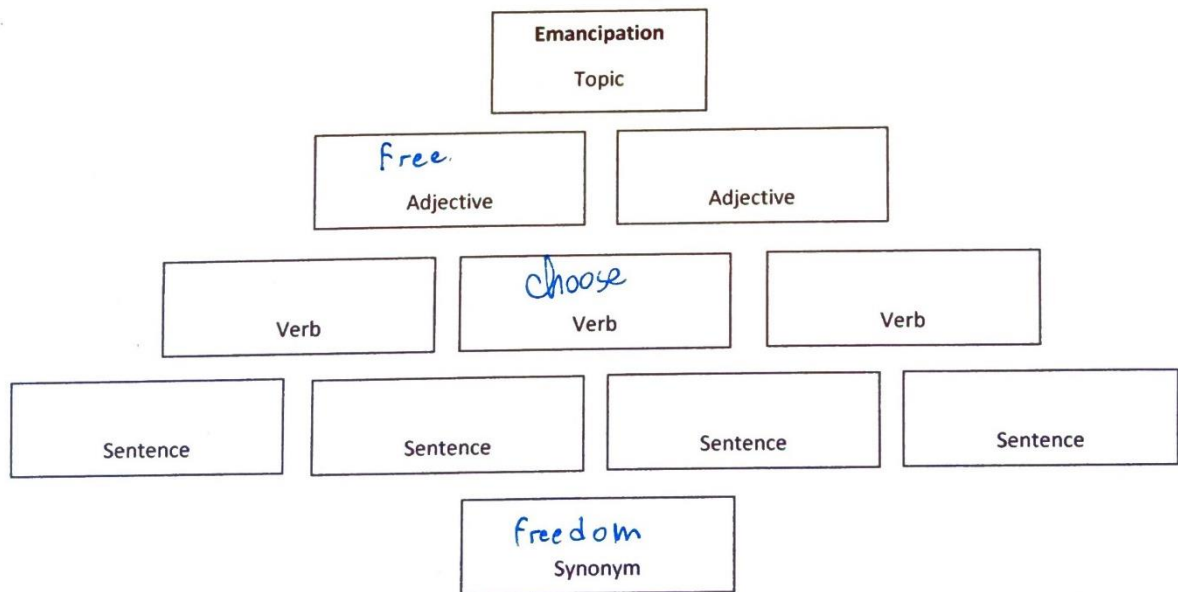 Emancipation
Topic
Free.
Adjective
Adjective
Verb
choose
Verb
Verb
Sentence
Sentence
Sentence
Sentence
freedom
Synonym